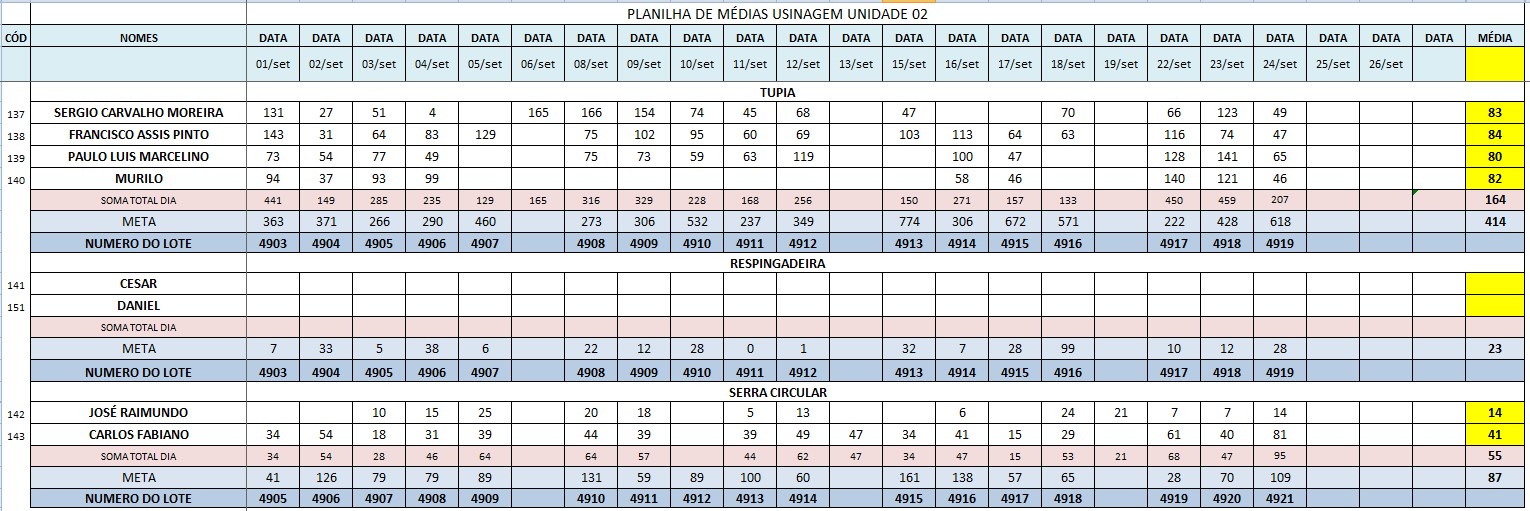 PLANILHA DE MÉDIAS USINAGEM UNIDADE 02
CÓD NOMES DATA DATA DATA DATA DATA DATA DATA DATA DATA DATA DATA DATA DATA DATA DATA DATA DATA DATA DATA DATA DATA DATA DATA MÉDIA
01/set 02/set 03/set 04/set 05/set 06/set 08/set 09/set 10/set 11/set 12/set 13/set 15/set 16/set 17/set 18/set 19/set 22/set 23/set 24/set 25/set 26/set
TUPIA
137 SERGIO CARVALHO MOREIRA 131 27 51 4 165 166 154 74 45 68 47 70 66 123 49 83
138 FRANCISCO ASSIS PINTO 143 31 64 83 129 75 102 95 60 69 103 113 64 63 116 74 47 84
139 PAULO LUIS MARCELINO 73 54 77 49 75 73 59 63 119 100 47 128 141 65 80
140 MURILO 94 37 93 99 58 46 140 121 46 82
SOMA TOTAL DIA 441 149 285 235 129 165 316 329 228 168 256 150 271 157 133 450 459 207 164
META 363 371 266 290 460 273 306 532 237 349 774 306 672 571 222 428 618 414
NUMERO DO LOTE 4903 4904 4905 4906 4907 4908 4909 4910 4911 4912 4913 4914 4915 4916 4917 4918 4919
RESPINGADEIRA
141 CESAR
151 DANIEL
SOMA TOTAL DIA
META 7 33 5 38 6 22 12 28 0 1 32 7 28 99 10 12 28 23
NUMERO DO LOTE 4903 4904 4905 4906 4907 4908 4909 4910 4911 4912 4913 4914 4915 4916 4917 4918 4919
SERRA CIRCULAR
142 JOSÉ RAIMUNDO 10 15 25 20 18 5 13 6 24 21 7 7 14 14
143 CARLOS FABIANO 34 54 18 31 39 44 39 39 49 47 34 41 15 29 61 40 81 41
SOMA TOTAL DIA 34 54 28 46 64 64 57 44 62 47 34 47 15 53 21 68 47 95 55
META 41 126 79 79 89 131 59 89 100 60 161 138 57 65 28 70 109 87
NUMERO DO LOTE 4905 4906 4907 4908 4909 4910 4911 4912 4913 4914 4915 4916 4917 4918 4919 4920 4921